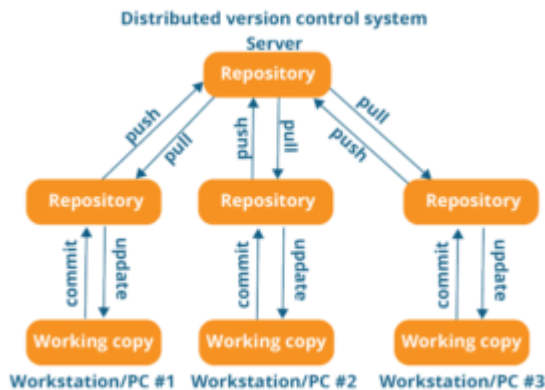 Distributed version control system
Server
Repository
push
pull
push
pull
push
pull
Repository
Repository
Repository
commit
update
commit
update
commit
update
Working copy
Working copy
Working copy
Workstation/PC #1
Workstation/PC #2
Workstation/PC #3